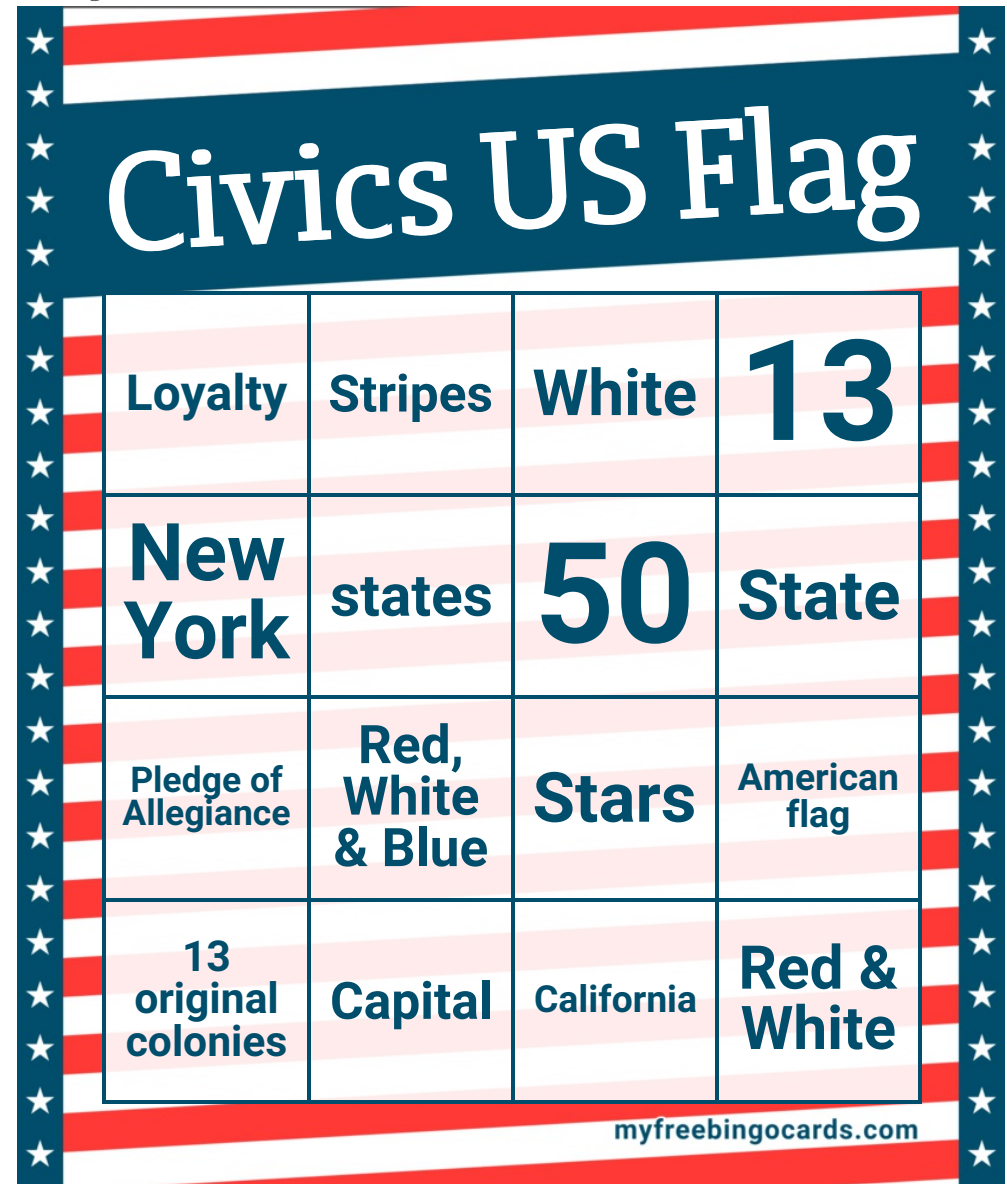 Civics US Flag
Loyalty
Stripes
White
13
New
York
states
50
State
Pledge of
Allegiance
Red,
White
& Blue
Stars
American
flag
13
original
colonies
Capital
California
Red &
White
myfreebingocards.com